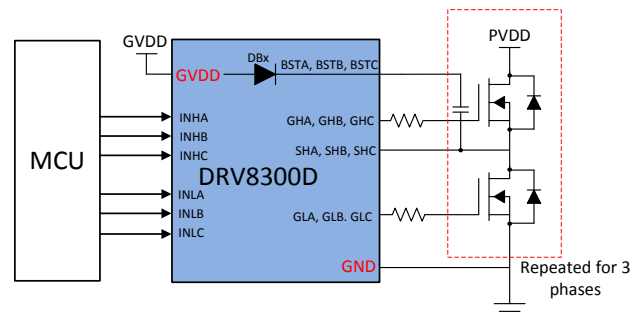 GVDD
PVDD
DBx
GVDD
BSTA, BSTB, BSTC
INHA
GHA, GHB, GHC
INHB
INHC
SHA, SHB, SHC
MCU
DRV8300D
INLA
INLB
GLA, GLB. GLC
INLC
GND
Repeated for 3
phases